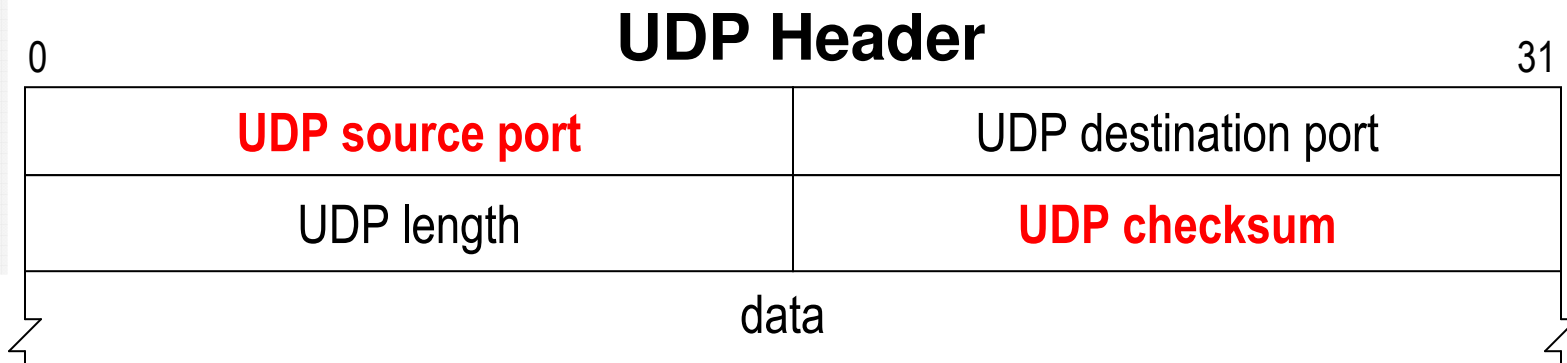 UDP Header
0 31
UDP source port UDP destination port
UDP length UDP checksum
data